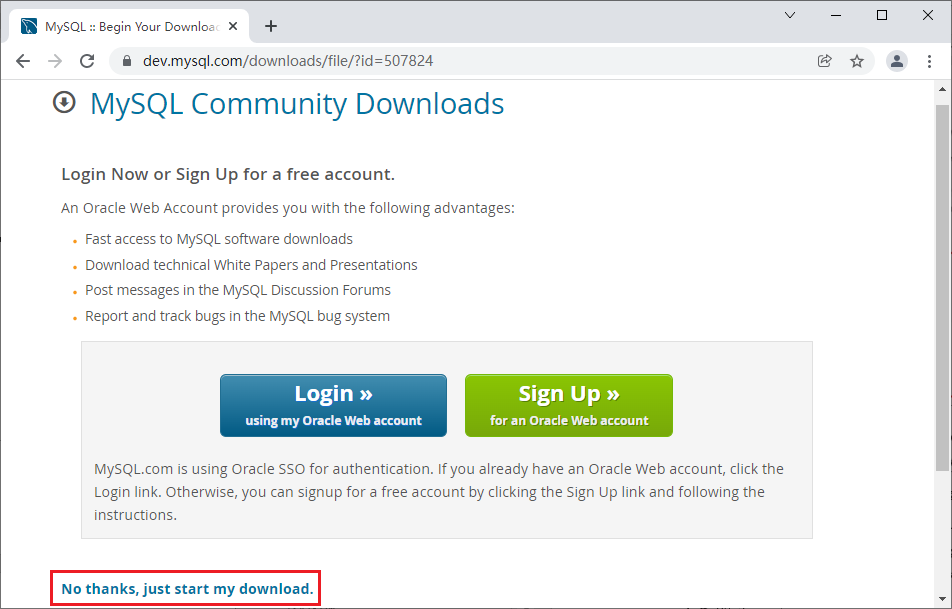 MySQL :: Begin Your Downloa
dev.mysql.com/downloads/file/?id=507824
MySQL Community Downloads
Login Now or Sign Up for a free account.
An Oracle Web Account provides you with the following advantages:
Fast access to MySQL software downloads
Download technical White Papers and Presentations
Post messages in the MySQL Discussion Forums
Report and track bugs in the MySQL bug system
Login »
using my Oracle Web account
Sign Up »
for an Oracle Web account
MySQL.com is using Oracle SSO for authentication. If you already have an Oracle Web account, click the
Login link. Otherwise, you can signup for a free account by clicking the Sign Up link and following the
instructions.
No thanks, just start my download.